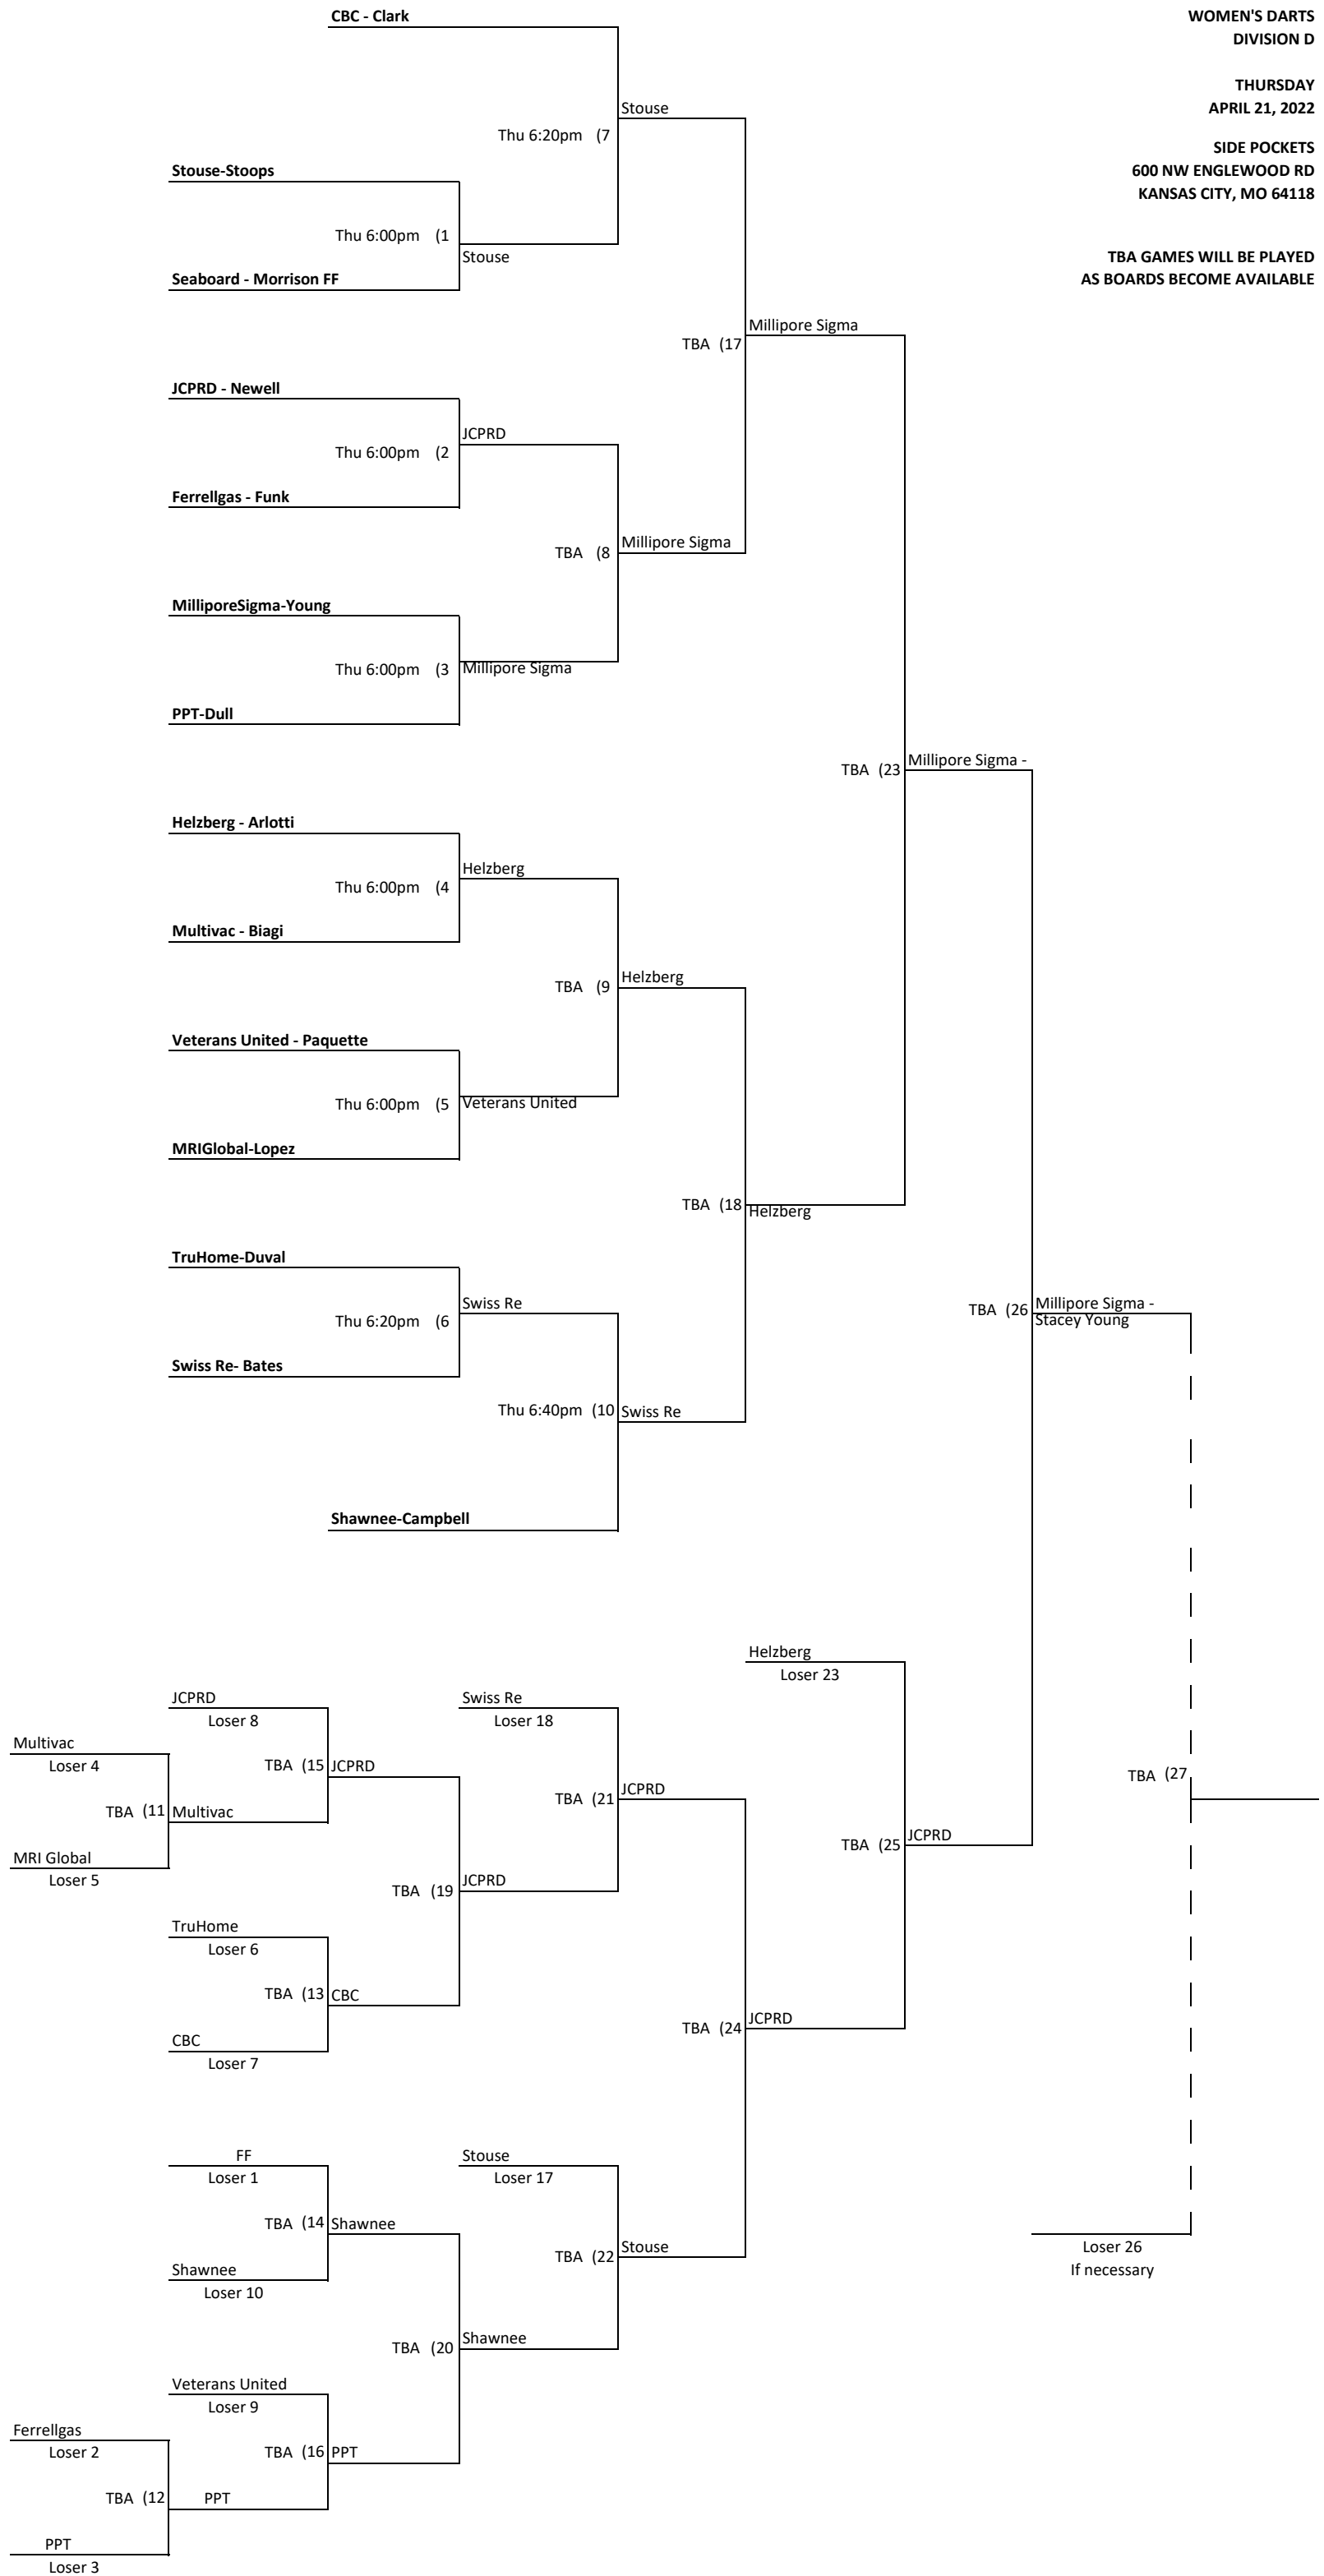 CBC - Clark
WOMEN'S DARTS
DIVISION D
THURSDAY
APRIL 21, 2022
Stouse
Thu 6:20pm (7
SIDE POCKETS
600 NW ENGLEWOOD RD
KANSAS CITY, MO 64118
Stouse-Stoops
Thu 6:00pm (1
Stouse
Seaboard - Morrison FF
TBA GAMES WILL BE PLAYED
AS BOARDS BECOME AVAILABLE
Millipore Sigma
TBA (17
JCPRD - Newell
JCPRD
Thu 6:00pm (2
Ferrellgas - Funk
Millipore Sigma
TBA (8
MilliporeSigma-Young
Thu 6:00pm (3
Millipore Sigma
PPT-Dull
Millipore Sigma -
TBA (23
Helzberg - Arlotti
Helzberg
Thu 6:00pm (4
Multivac - Biagi
Helzberg
TBA (9
Veterans United - Paquette
Thu 6:00pm (5
Veterans United
MRIGlobal-Lopez
TBA (18
Helzberg
TruHome-Duval
Swiss Re
Thu 6:20pm (6
Millipore Sigma -
TBA (26
Stacey Young
Swiss Re- Bates
Thu 6:40pm (10
Swiss Re
Shawnee-Campbell
Helzberg
Loser 23
JCPRD
Loser 8
Swiss Re
Loser 18
Multivac
Loser 4
TBA (15
JCPRD
TBA (27
JCPRD
TBA (21
TBA (11
Multivac
JCPRD
TBA (25
MRI Global
Loser 5
JCPRD
TBA (19
TruHome
Loser 6
TBA (13
CBC
JCPRD
TBA (24
CBC
Loser 7
FF
Loser 1
Stouse
Loser 17
TBA (14
Shawnee
Stouse
TBA (22
Loser 26
If necessary
Shawnee
Loser 10
Shawnee
TBA (20
Veterans United
Loser 9
Ferrellgas
Loser 2
TBA (16
PPT
TBA (12
PPT
PPT
Loser 3